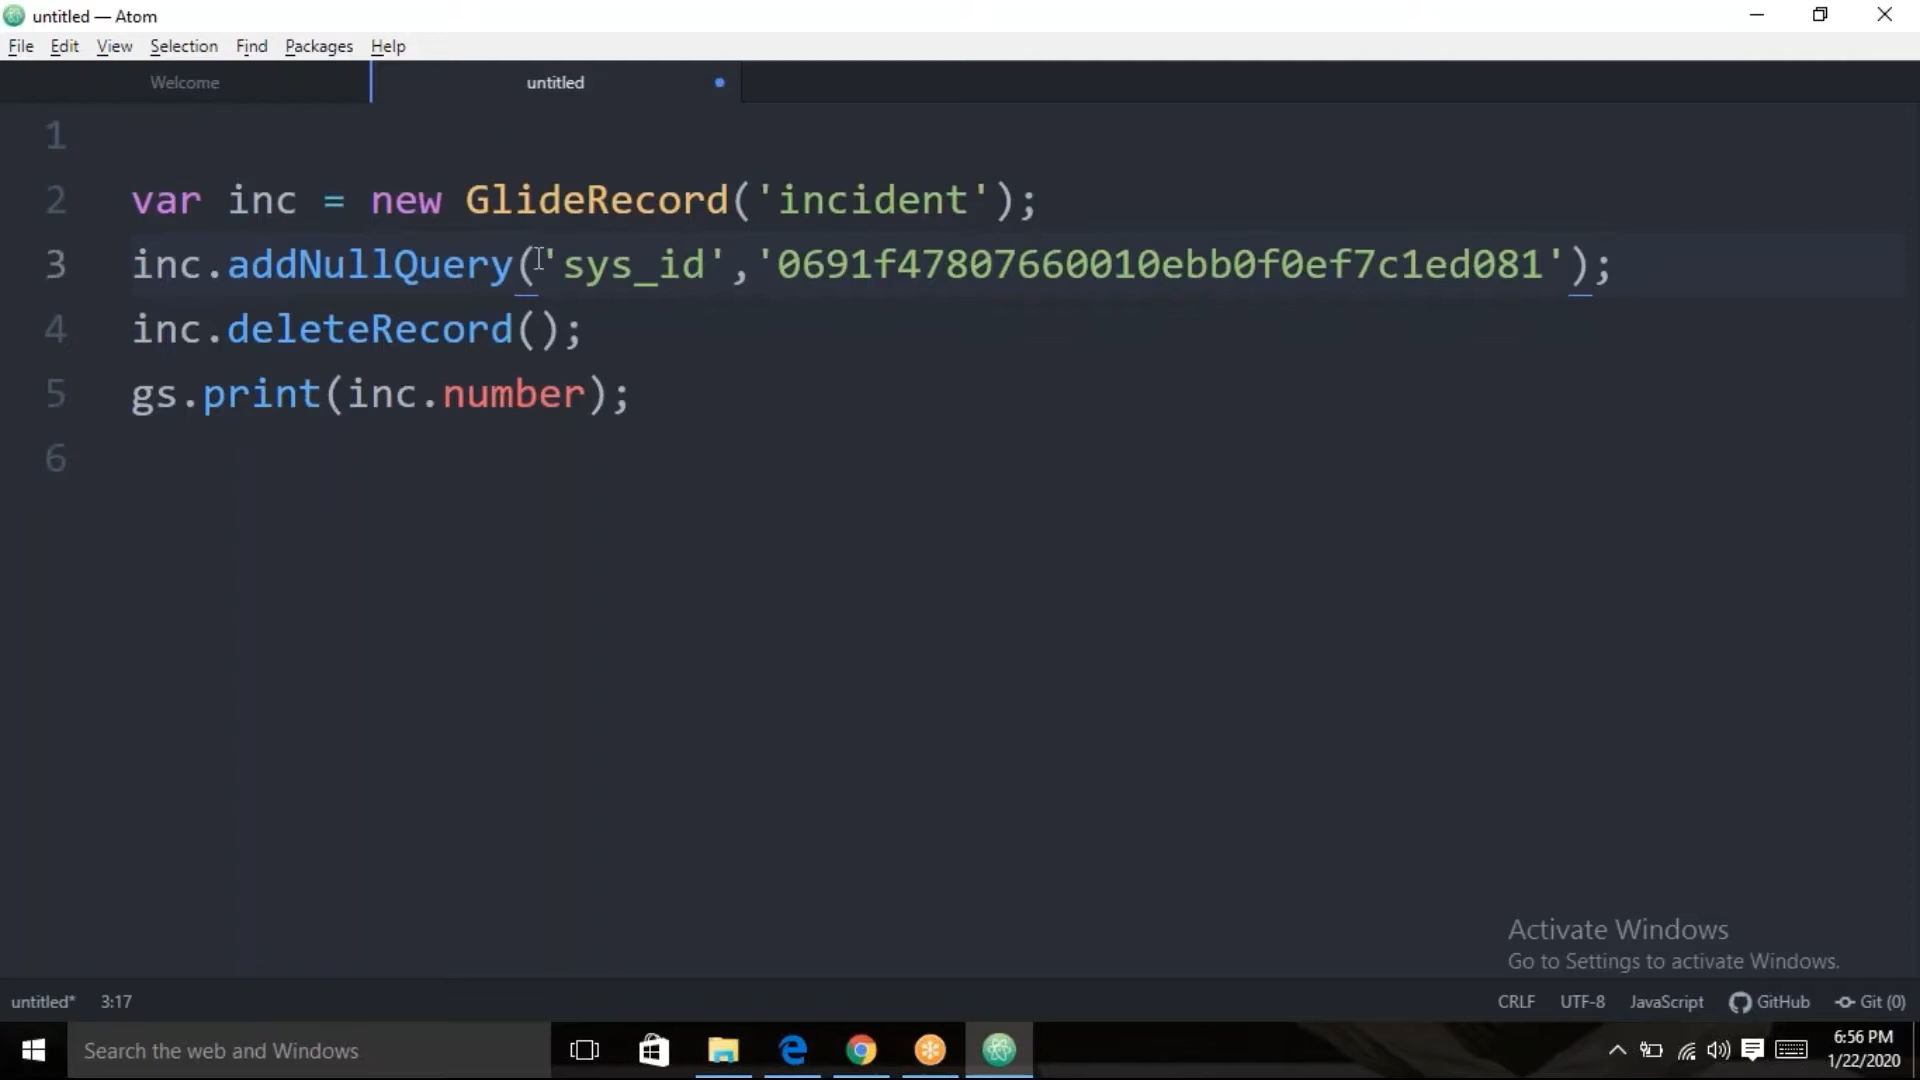 untitled — Atom
File Edit View Selection Find Packages Help
Welcome untitled
1
2 var inc = new GlideRecord('incident');
3 inc.addNullQuery('sys_id','0691f47807660010ebb0f0ef7c1ed081');
4 inc.deleteRecord();
5 gs.print(inc.number);
6
Activate Windows
Go to Settings to activate Windows.
untitled* 3:17 CRLF UTF-8 JavaScript GitHub Git (0)
Search the web and Windows
6:56 PM
1/22/2020